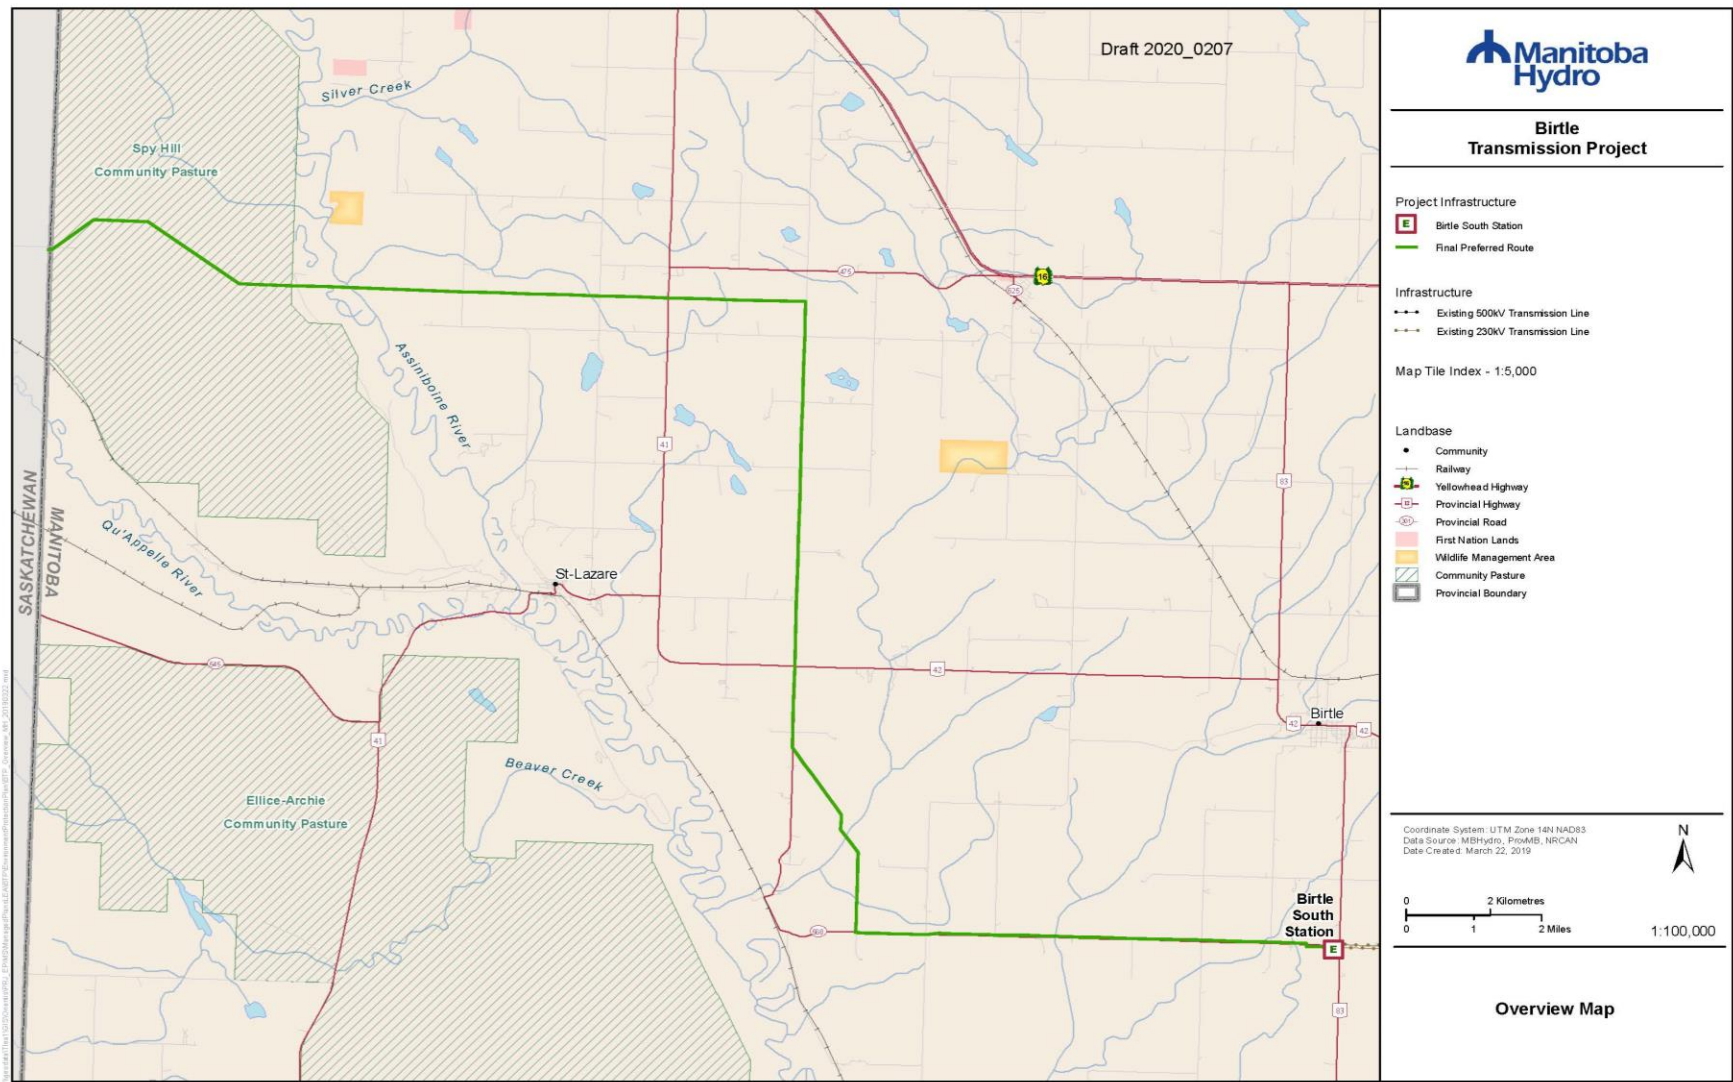 Draft 2020_0207
Silver Creek
Spy Hill
Community Pasture
16
475
Assiniboine River
41
83
SASKATCHEWAN
MANITOBA
Qu'Appelle River
St-Lazare
42
41
Birtle
42
42
Beaver Creek
Ellice-Archie
Community Pasture
Birtle
South
Station
E
83
Manitoba
Hydro
Birtle
Transmission Project
Project Infrastructure
E
Birtle South Station
Final Preferred Route
Infrastructure
Existing 500kV Transmission Line
Existing 230kV Transmission Line
Map Tile Index - 1:5,000
Landbase
Community
Railway
Yellowhead Highway
Provincial Highway
Provincial Road
First Nation Lands
Wildlife Management Area
Community Pasture
Provincial Boundary
Coordinate System: UTM Zone 14N NAD83
Data Source: MBHydro, ProvMB, NRCAN
Date Created: March 22, 2019
N
0 2 Kilometres
0 1 2 Miles
1:100,000
Overview Map